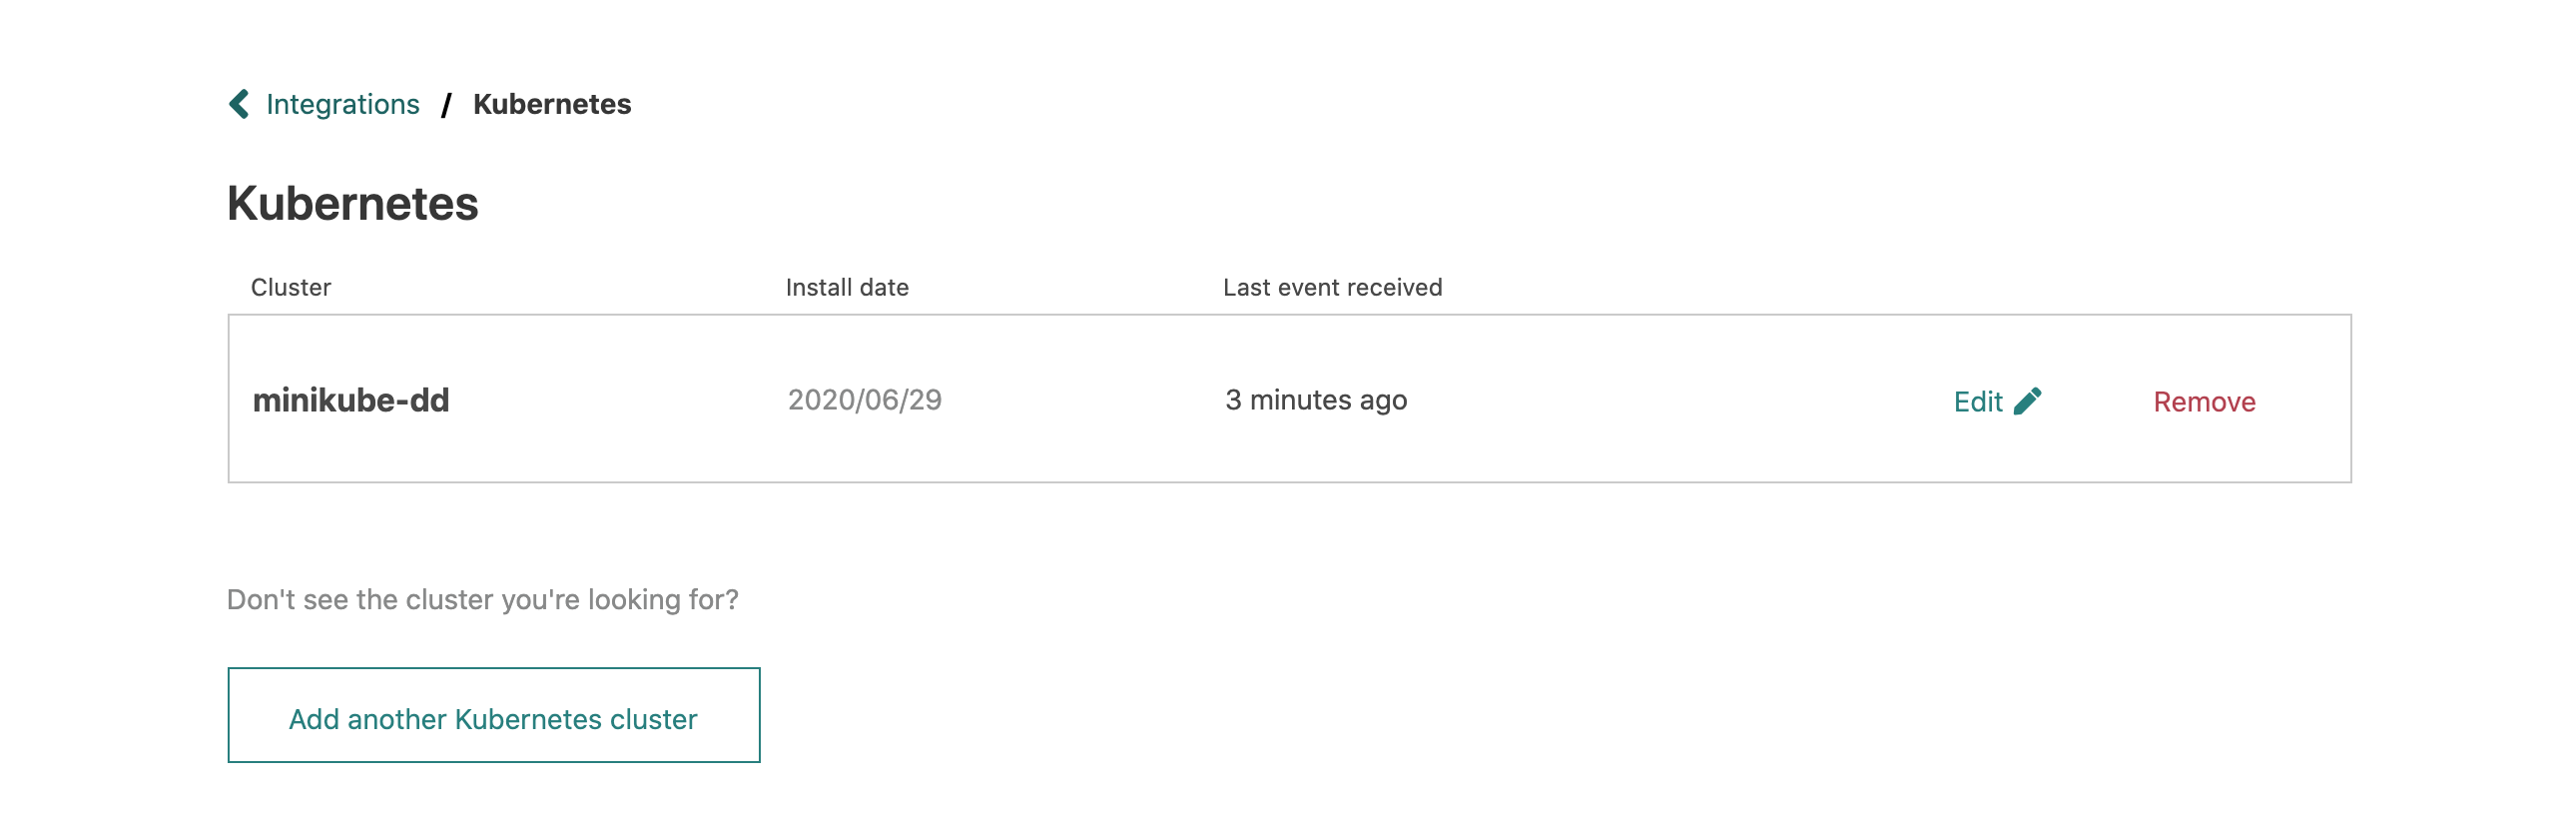 Integrations / Kubernetes
Kubernetes
Cluster Install date Last event received
minikube-dd 2020/06/29 3 minutes ago Edit Remove
Don't see the cluster you're looking for?
Add another Kubernetes cluster